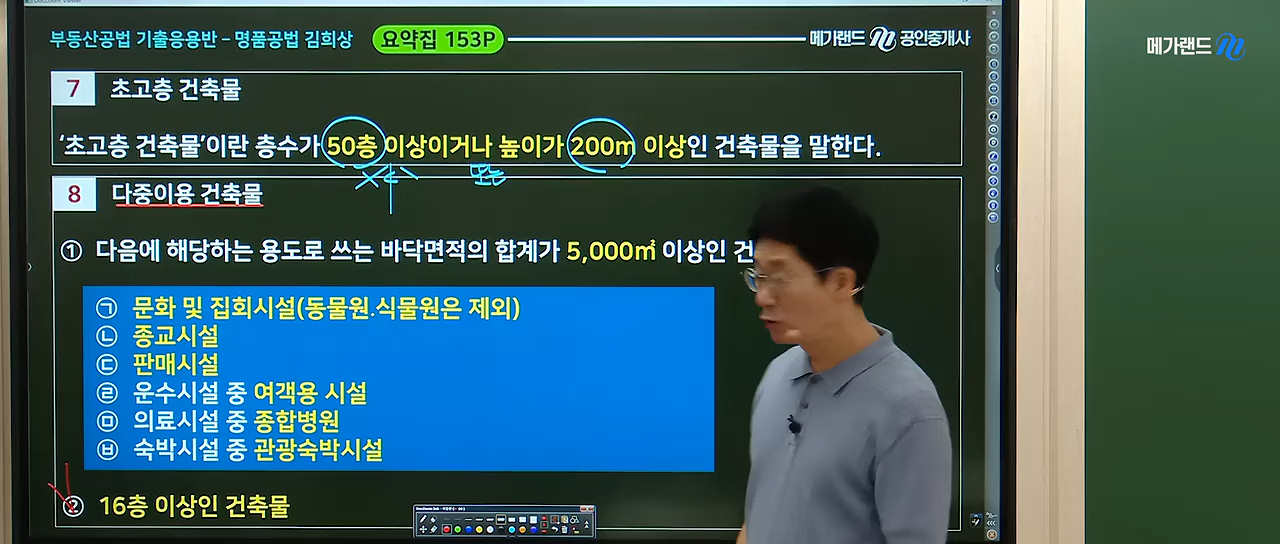 부동산공법 기출응용반 – 명품공법 김희상
요약집 153P
메가랜드 공인중개사
메가랜드
7 초고층 건축물
‘초고층 건축물’이란 층수가 50층 이상이거나 높이가 200m 이상인 건축물을 말한다.
또는
8 다중이용 건축물
① 다음에 해당하는 용도로 쓰는 바닥면적의 합계가 5,000㎡ 이상인 건
㉠ 문화 및 집회시설(동물원.식물원은 제외)
㉡ 종교시설
㉢ 판매시설
㉣ 운수시설 중 여객용 시설
㉤ 의료시설 중 종합병원
㉥ 숙박시설 중 관광숙박시설
② 16층 이상인 건축물